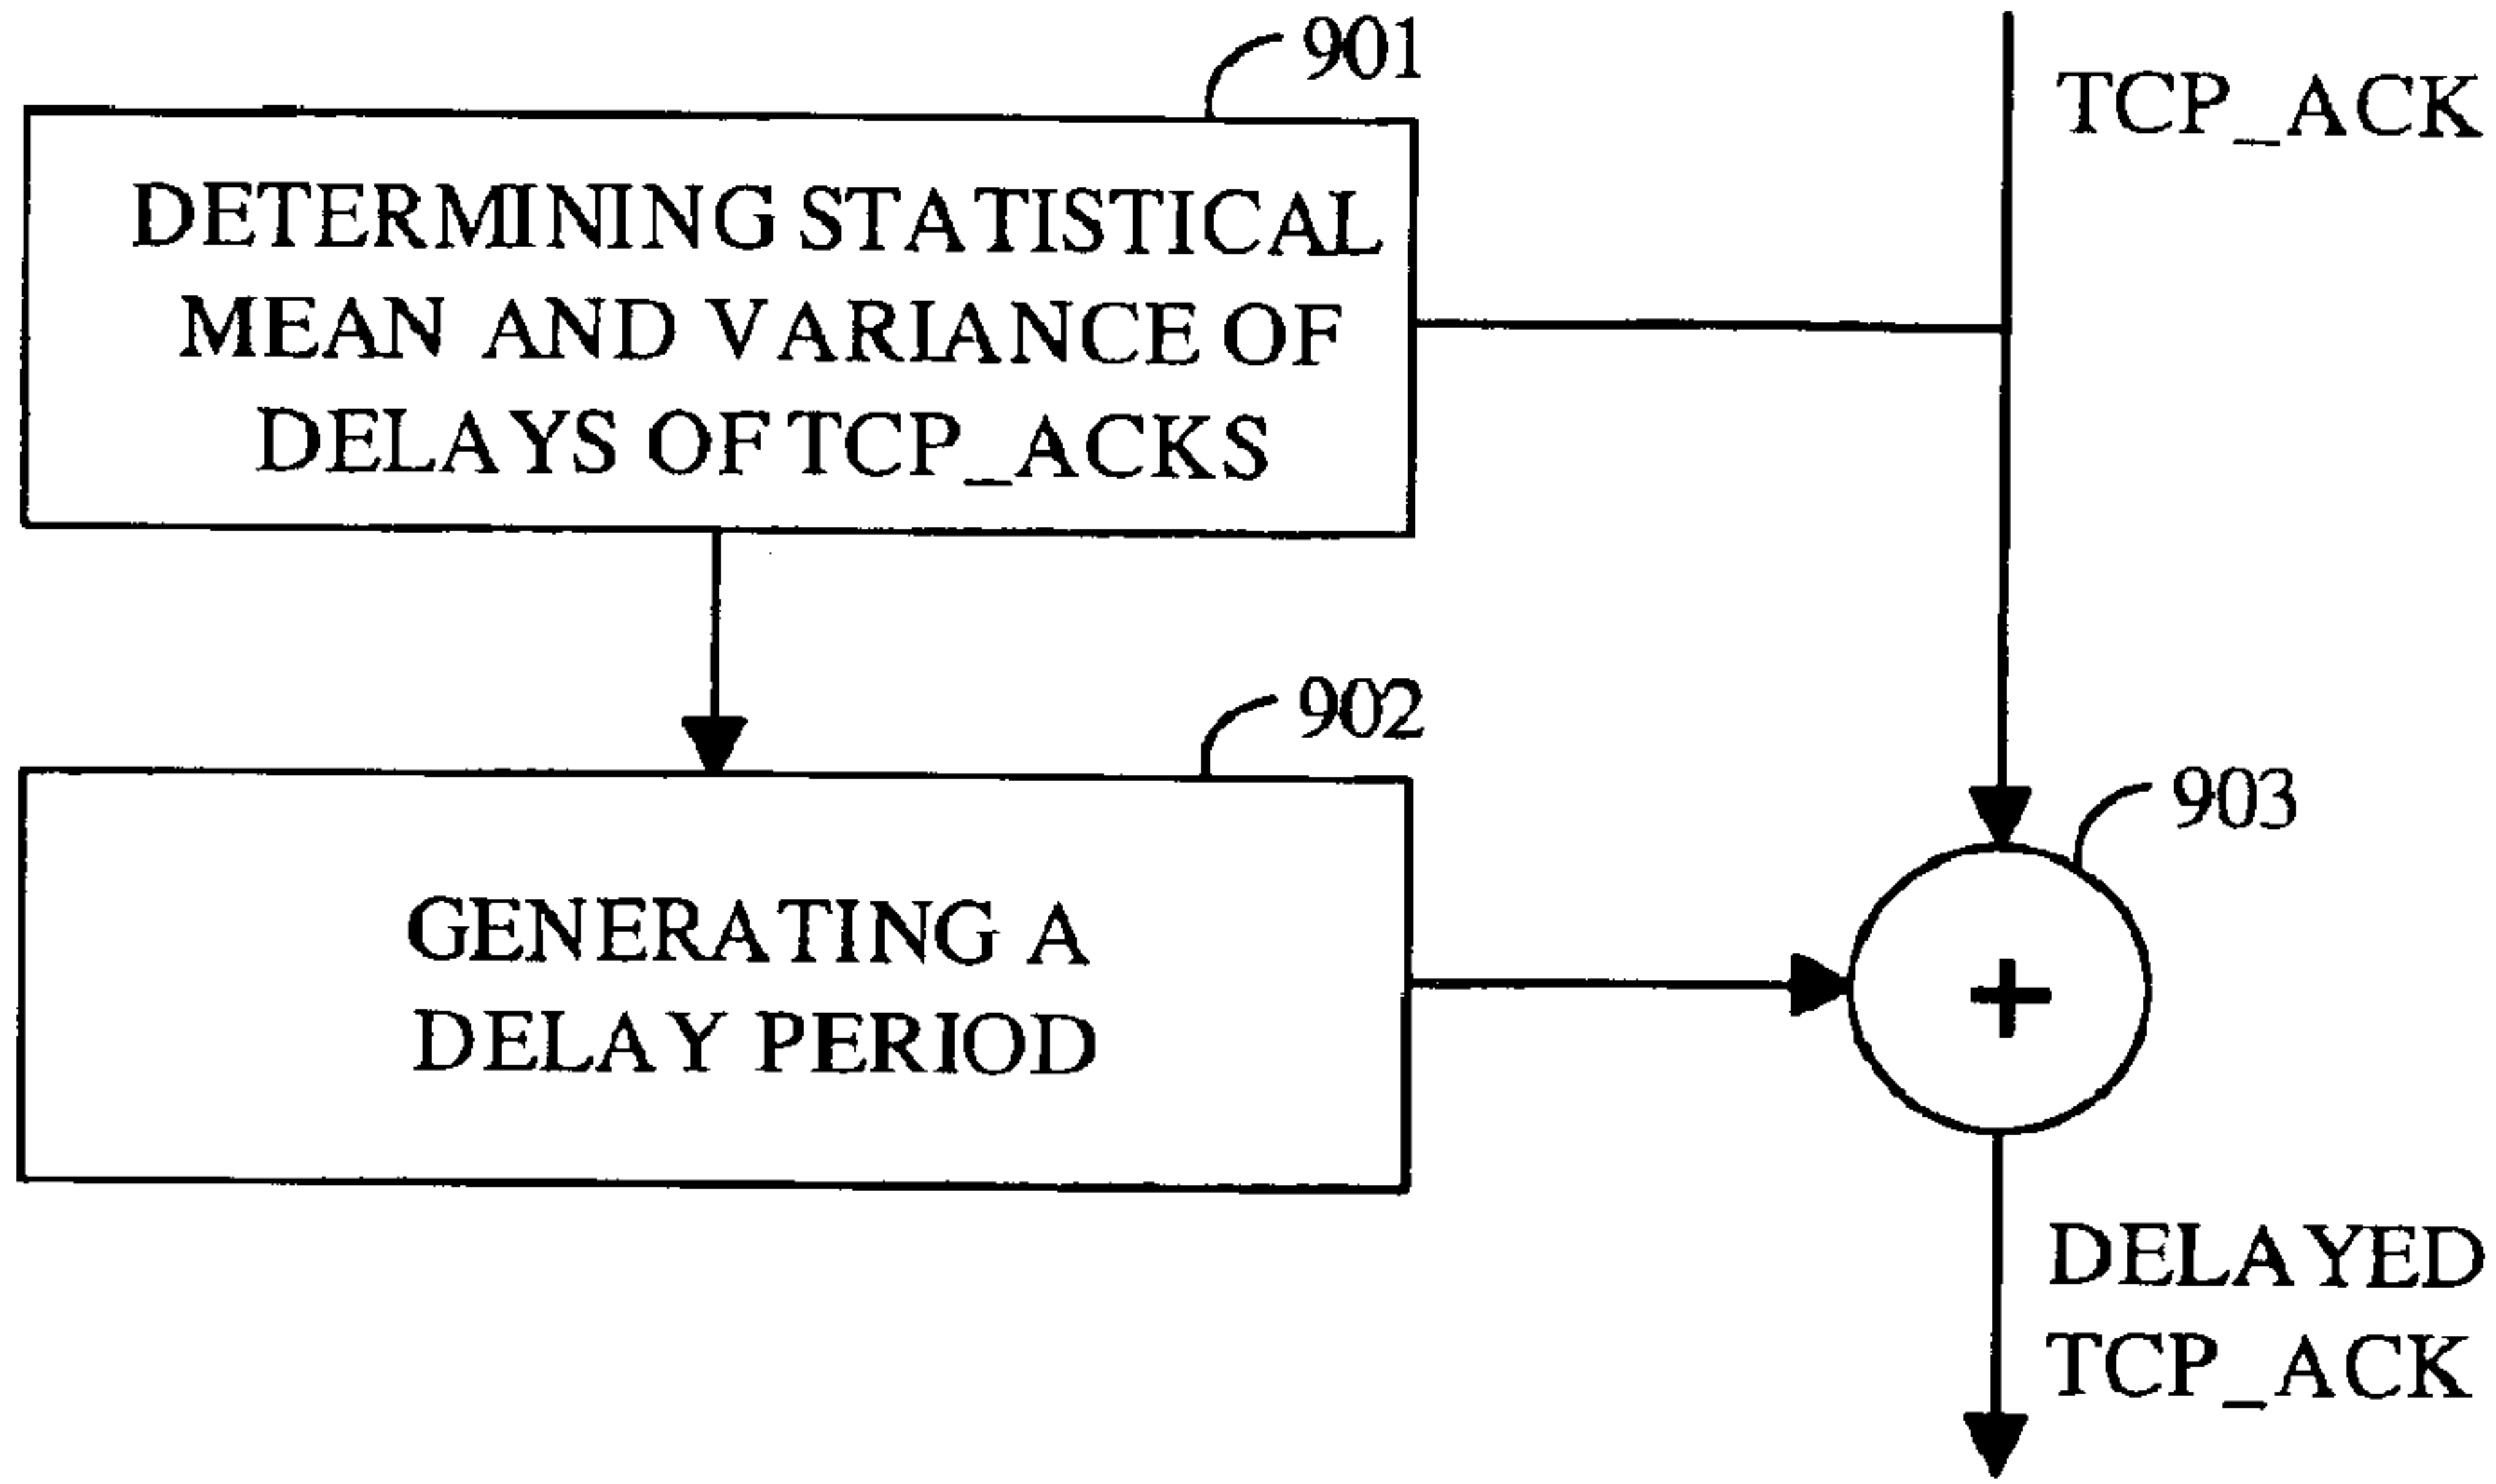 901
TCP_ACK
DETERMINING STATISTICAL
MEAN AND VARIANCE OF
DELAYS OF TCP_ACKS
902
903
GENERATING A
DELAY PERIOD
+
DELAYED
TCP_ACK